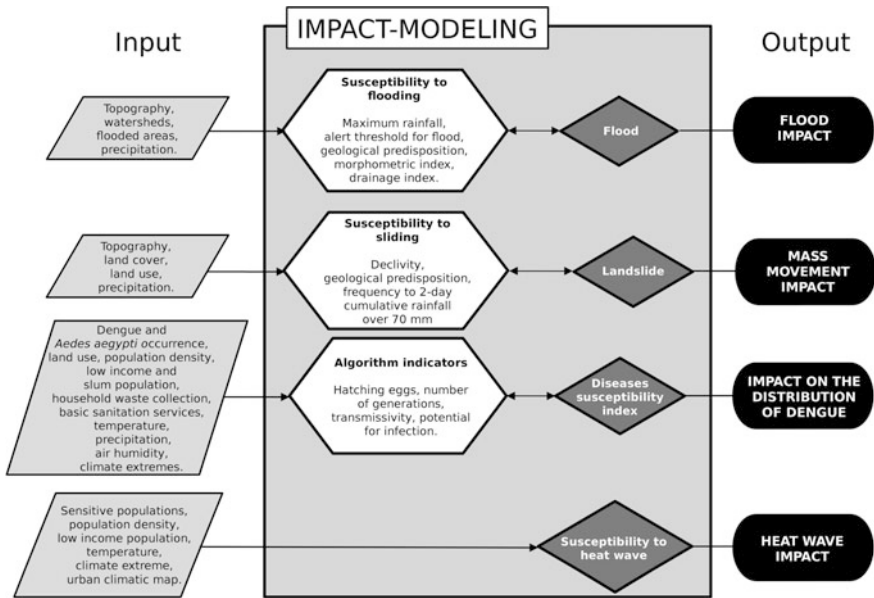 Input
IMPACT-MODELING
Output
Topography,
watersheds,
flooded areas,
precipitation.
Susceptibility to
flooding
Maximum rainfall,
alert threshold for flood,
geological predisposition,
morphometric index,
drainage index.
Flood
FLOOD
IMPACT
Topography,
land cover,
land use,
precipitation.
Susceptibility to
sliding
Declivity,
geological predisposition,
frequency to 2-day
cumulative rainfall
over 70 mm
Landslide
MASS
MOVEMENT
IMPACT
Dengue and
Aedes aegypti occurrence,
land use, population density,
low income and
slum population,
household waste collection,
basic sanitation services,
temperature,
precipitation,
air humidity,
climate extremes.
Algorithm indicators
Hatching eggs, number
of generations,
transmissivity, potential
for infection.
Diseases
susceptibility
index
IMPACT ON THE
DISTRIBUTION
OF DENGUE
Sensitive populations,
population density,
low income population,
temperature,
climate extreme,
urban climatic map.
Susceptibility to
heat wave
HEAT WAVE
IMPACT